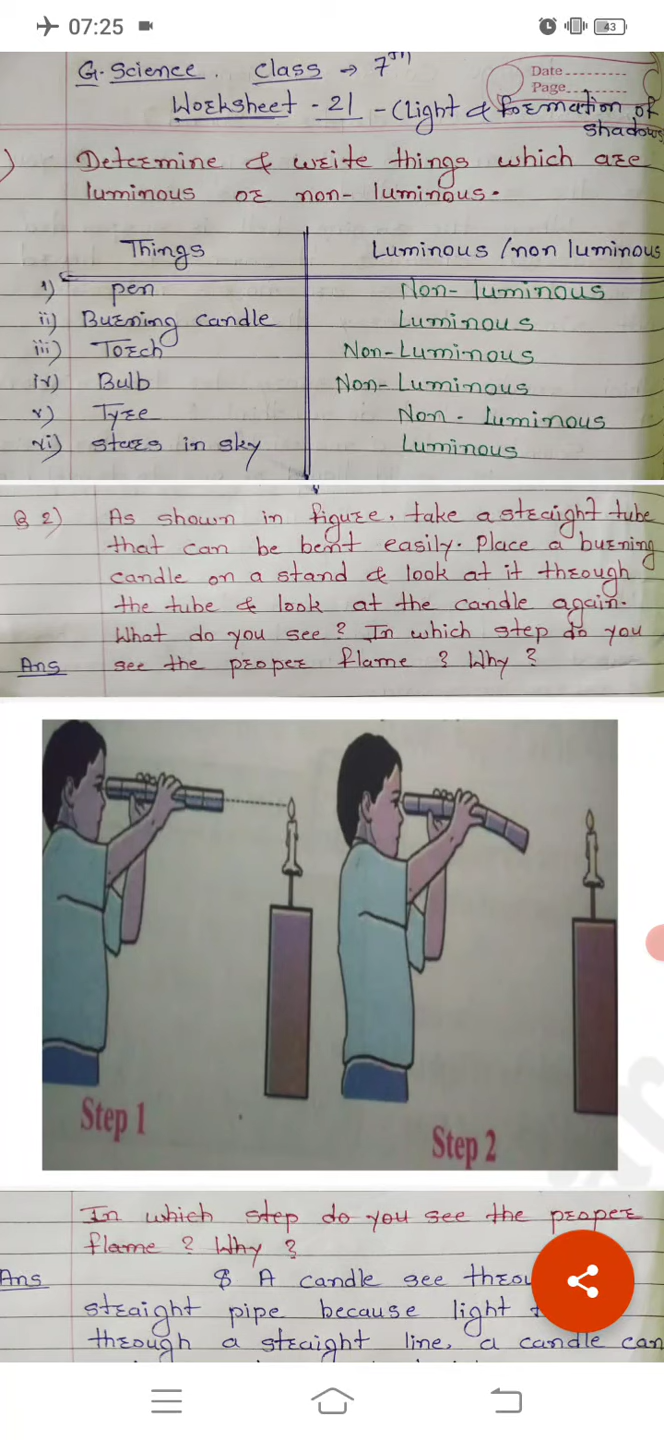 07:25
43
G. Science. Class → 7th
Date
Page
Worksheet - 21 - (Light & formation of
shadows
Determine & write things which are
luminous or non- luminous.
Things Luminous /non luminous
1) pen Non- luminous
ii) Burning candle Luminous
iii) Torch Non-Luminous
iv) Bulb Non- Luminous
v) Tyre Non - Luminous
vi) stars in sky Luminous
Q 2) As shown in figure, take a straight tube
that can be bent easily. Place a burning
candle on a stand & look at it through
the tube & look at the candle again.
What do you see? In which step do you
Ans see the proper flame ? Why ?
Step 1
Step 2
In which step do you see the proper
flame ? Why ?
Ans A candle see
straight pipe because light
through a straight line, a candle can